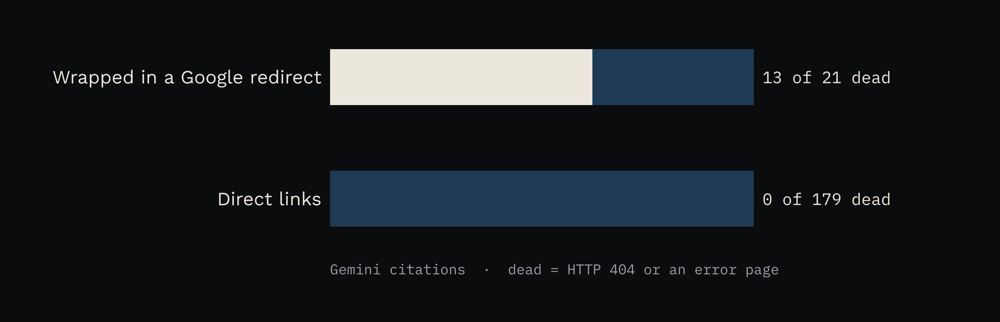 Wrapped in a Google redirect 13 of 21 dead
Direct links 0 of 179 dead
Gemini citations · dead = HTTP 404 or an error page